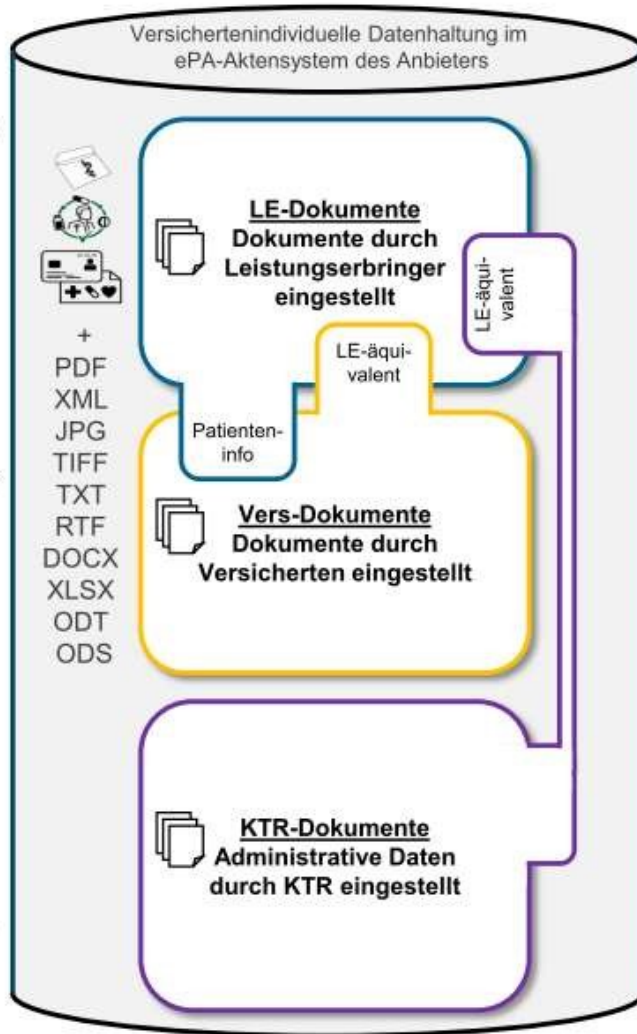 Versichertenindividuelle Datenhaltung im
ePA-Aktensystem des Anbieters
LE-Dokumente
Dokumente durch
Leistungserbringer
eingestellt
LE-äqui-
valent
LE-äqui-
valent
Patienten-
info
+
PDF
XML
JPG
TIFF
TXT
RTF
DOCX
XLSX
ODT
ODS
Vers-Dokumente
Dokumente durch
Versicherten eingestellt
KTR-Dokumente
Administrative Daten
durch KTR eingestellt